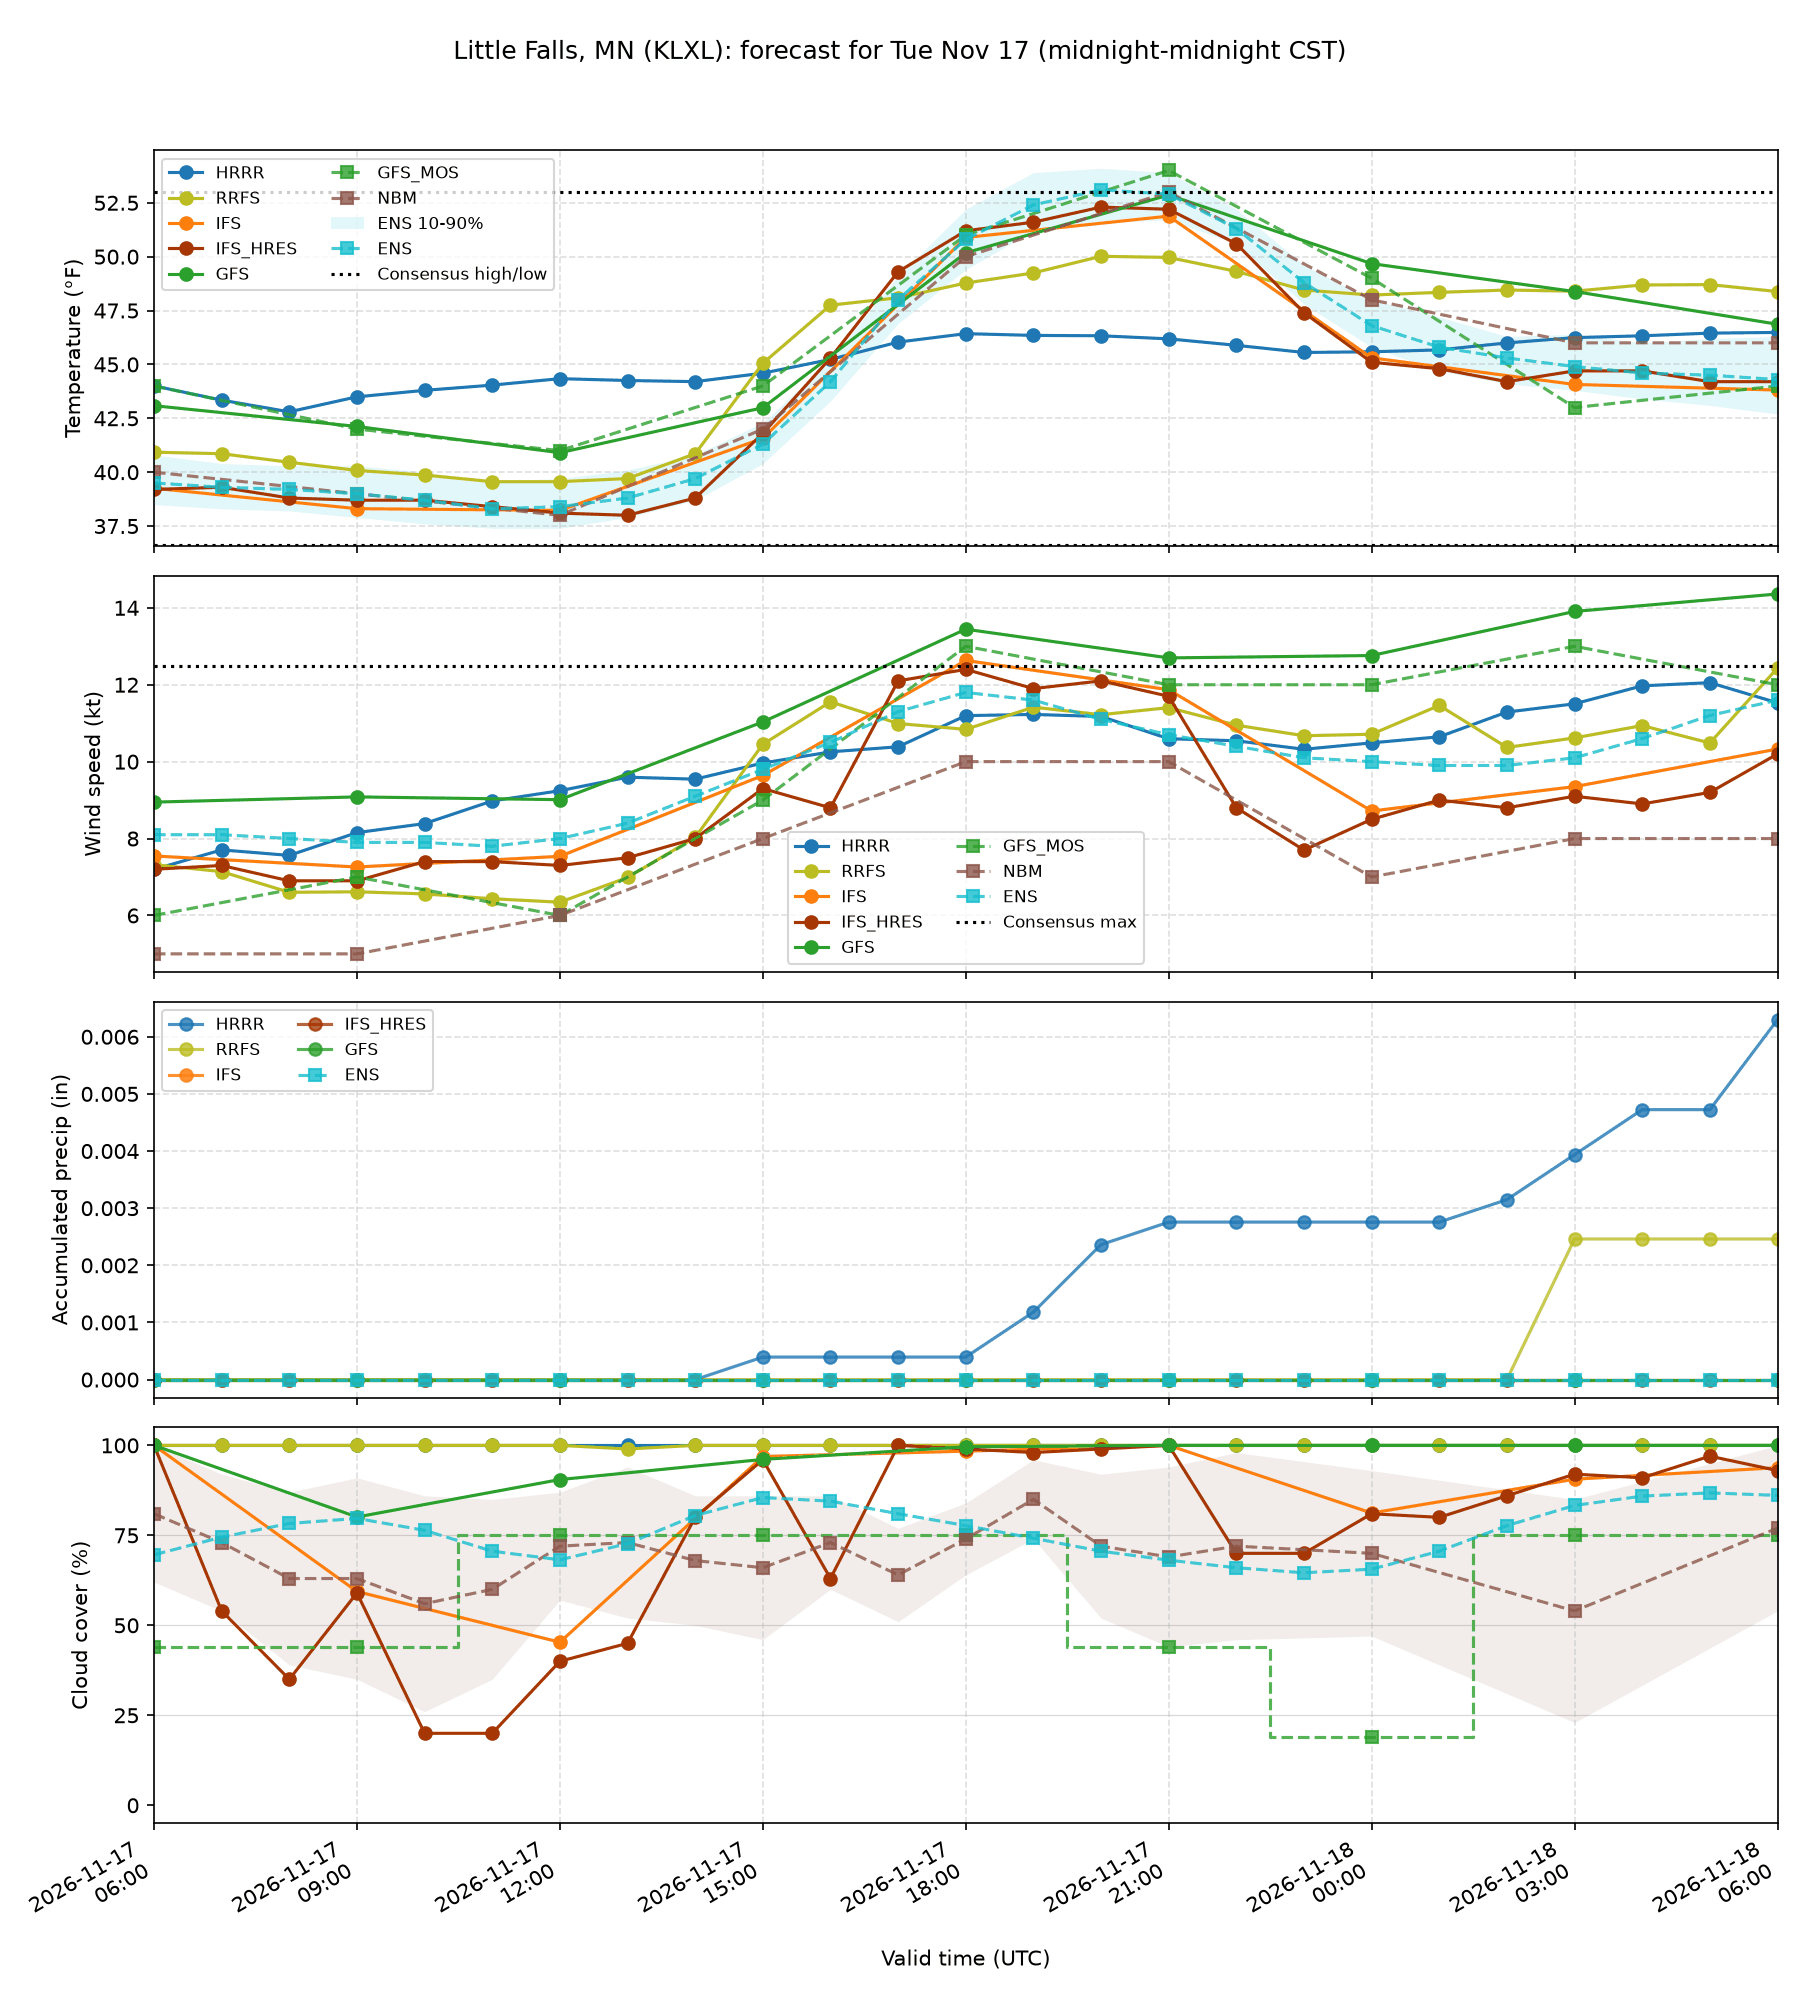 Little Falls, MN (KLXL): forecast for Tue Nov 17 (midnight-midnight CST)
Temperature (°F)
52.5
50.0
47.5
45.0
42.5
40.0
37.5
HRRR
RRFS
IFS
IFS_HRES
GFS
GFS_MOS
NBM
ENS 10-90%
ENS
Consensus high/low
Wind speed (kt)
14
12
10
8
6
HRRR
RRFS
IFS
IFS_HRES
GFS
GFS_MOS
NBM
ENS
Consensus max
Accumulated precip (in)
0.006
0.005
0.004
0.003
0.002
0.001
0.000
HRRR
RRFS
IFS
IFS_HRES
GFS
ENS
Cloud cover (%)
100
75
50
25
0
2026-11-17
06:00
2026-11-17
09:00
2026-11-17
12:00
2026-11-17
15:00
2026-11-17
18:00
2026-11-17
21:00
2026-11-18
00:00
2026-11-18
03:00
2026-11-18
06:00
Valid time (UTC)